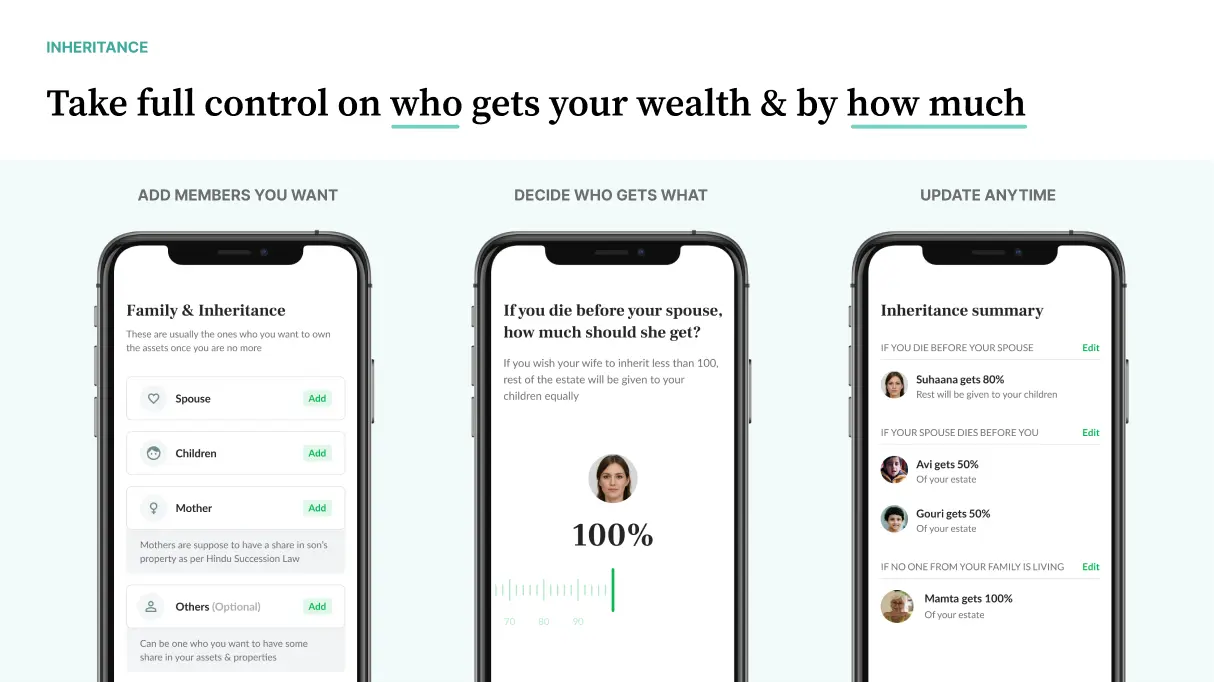 INHERITANCE
Take full control on who gets your wealth & by how much
ADD MEMBERS YOU WANT
Family & Inheritance
These are usually the ones who you want to own
the assets once you are no more
Spouse
Add
Children
Add
Mother
Add
Mothers are suppose to have a share in son's
property as per Hindu Succession Law
Others (Optional)
Add
Can be one who you want to have some
share in your assets & properties
DECIDE WHO GETS WHAT
If you die before your spouse,
how much should she get?
If you wish your wife to inherit less than 100,
rest of the estate will be given to your
children equally
100%
70 80 90
UPDATE ANYTIME
Inheritance summary
IF YOU DIE BEFORE YOUR SPOUSE
Edit
Suhaana gets 80%
Rest will be given to your children
IF YOUR SPOUSE DIES BEFORE YOU
Edit
Avi gets 50%
Of your estate
Gouri gets 50%
Of your estate
IF NO ONE FROM YOUR FAMILY IS LIVING
Edit
Mamta gets 100%
Of your estate